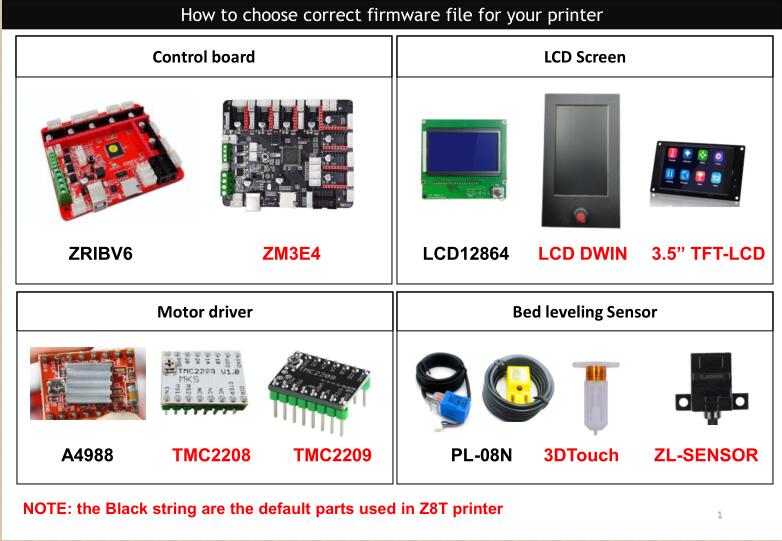 How to choose correct firmware file for your printer
Control board
LCD Screen
ZRIBV6
ZM3E4
LCD12864
LCD DWIN
3.5” TFT-LCD
Motor driver
Bed leveling Sensor
TMC2208 V1.0
MKS
TMC2209
A4988
TMC2208
TMC2209
PL-08N
3DTouch
ZL-SENSOR
NOTE: the Black string are the default parts used in Z8T printer
1